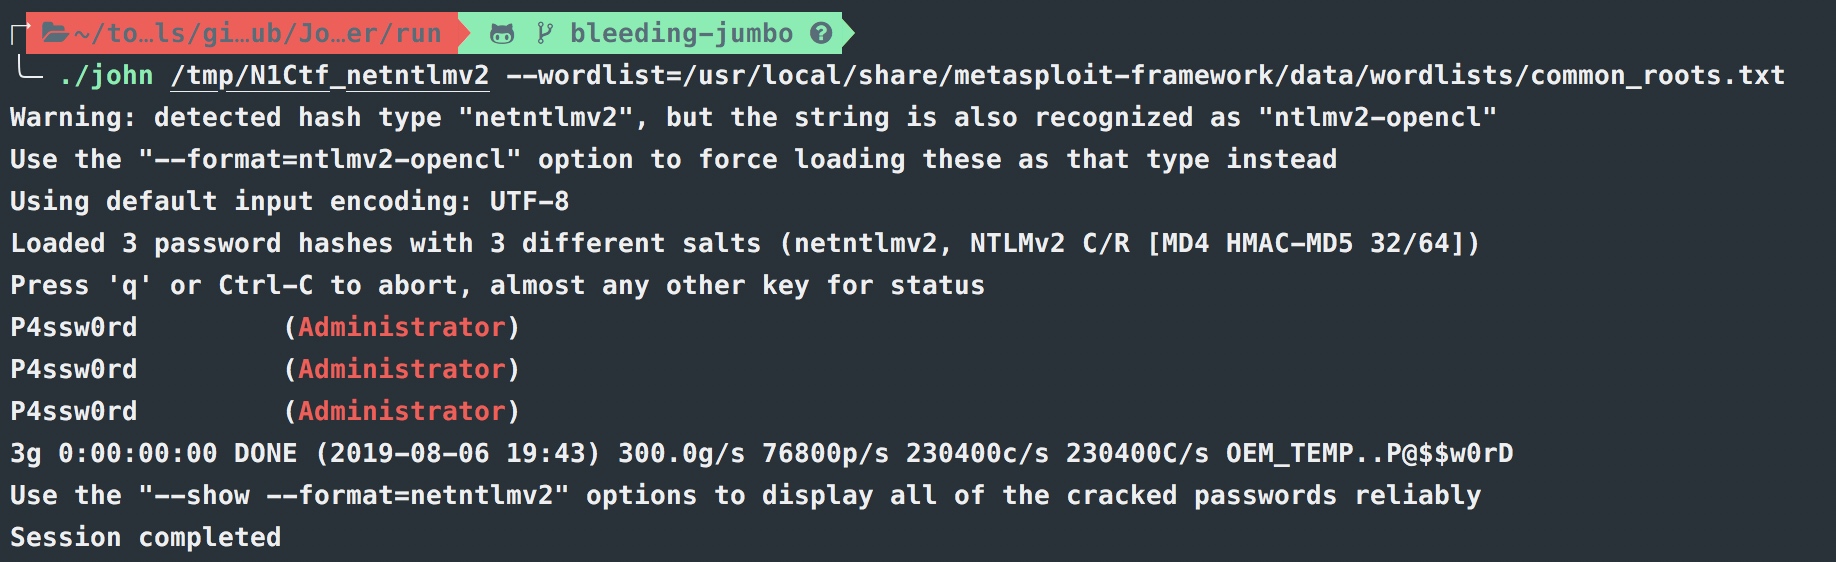 ~/to…ls/gi…ub/Jo…er/run bleeding-jumbo ?
./john /tmp/N1Ctf_netntlmv2 --wordlist=/usr/local/share/metasploit-framework/data/wordlists/common_roots.txt
Warning: detected hash type "netntlmv2", but the string is also recognized as "ntlmv2-opencl"
Use the "--format=ntlmv2-opencl" option to force loading these as that type instead
Using default input encoding: UTF-8
Loaded 3 password hashes with 3 different salts (netntlmv2, NTLMv2 C/R [MD4 HMAC-MD5 32/64])
Press 'q' or Ctrl-C to abort, almost any other key for status
P4ssw0rd         (Administrator)
P4ssw0rd         (Administrator)
P4ssw0rd         (Administrator)
3g 0:00:00:00 DONE (2019-08-06 19:43) 300.0g/s 76800p/s 230400c/s 230400C/s OEM_TEMP..P@$$w0rD
Use the "--show --format=netntlmv2" options to display all of the cracked passwords reliably
Session completed